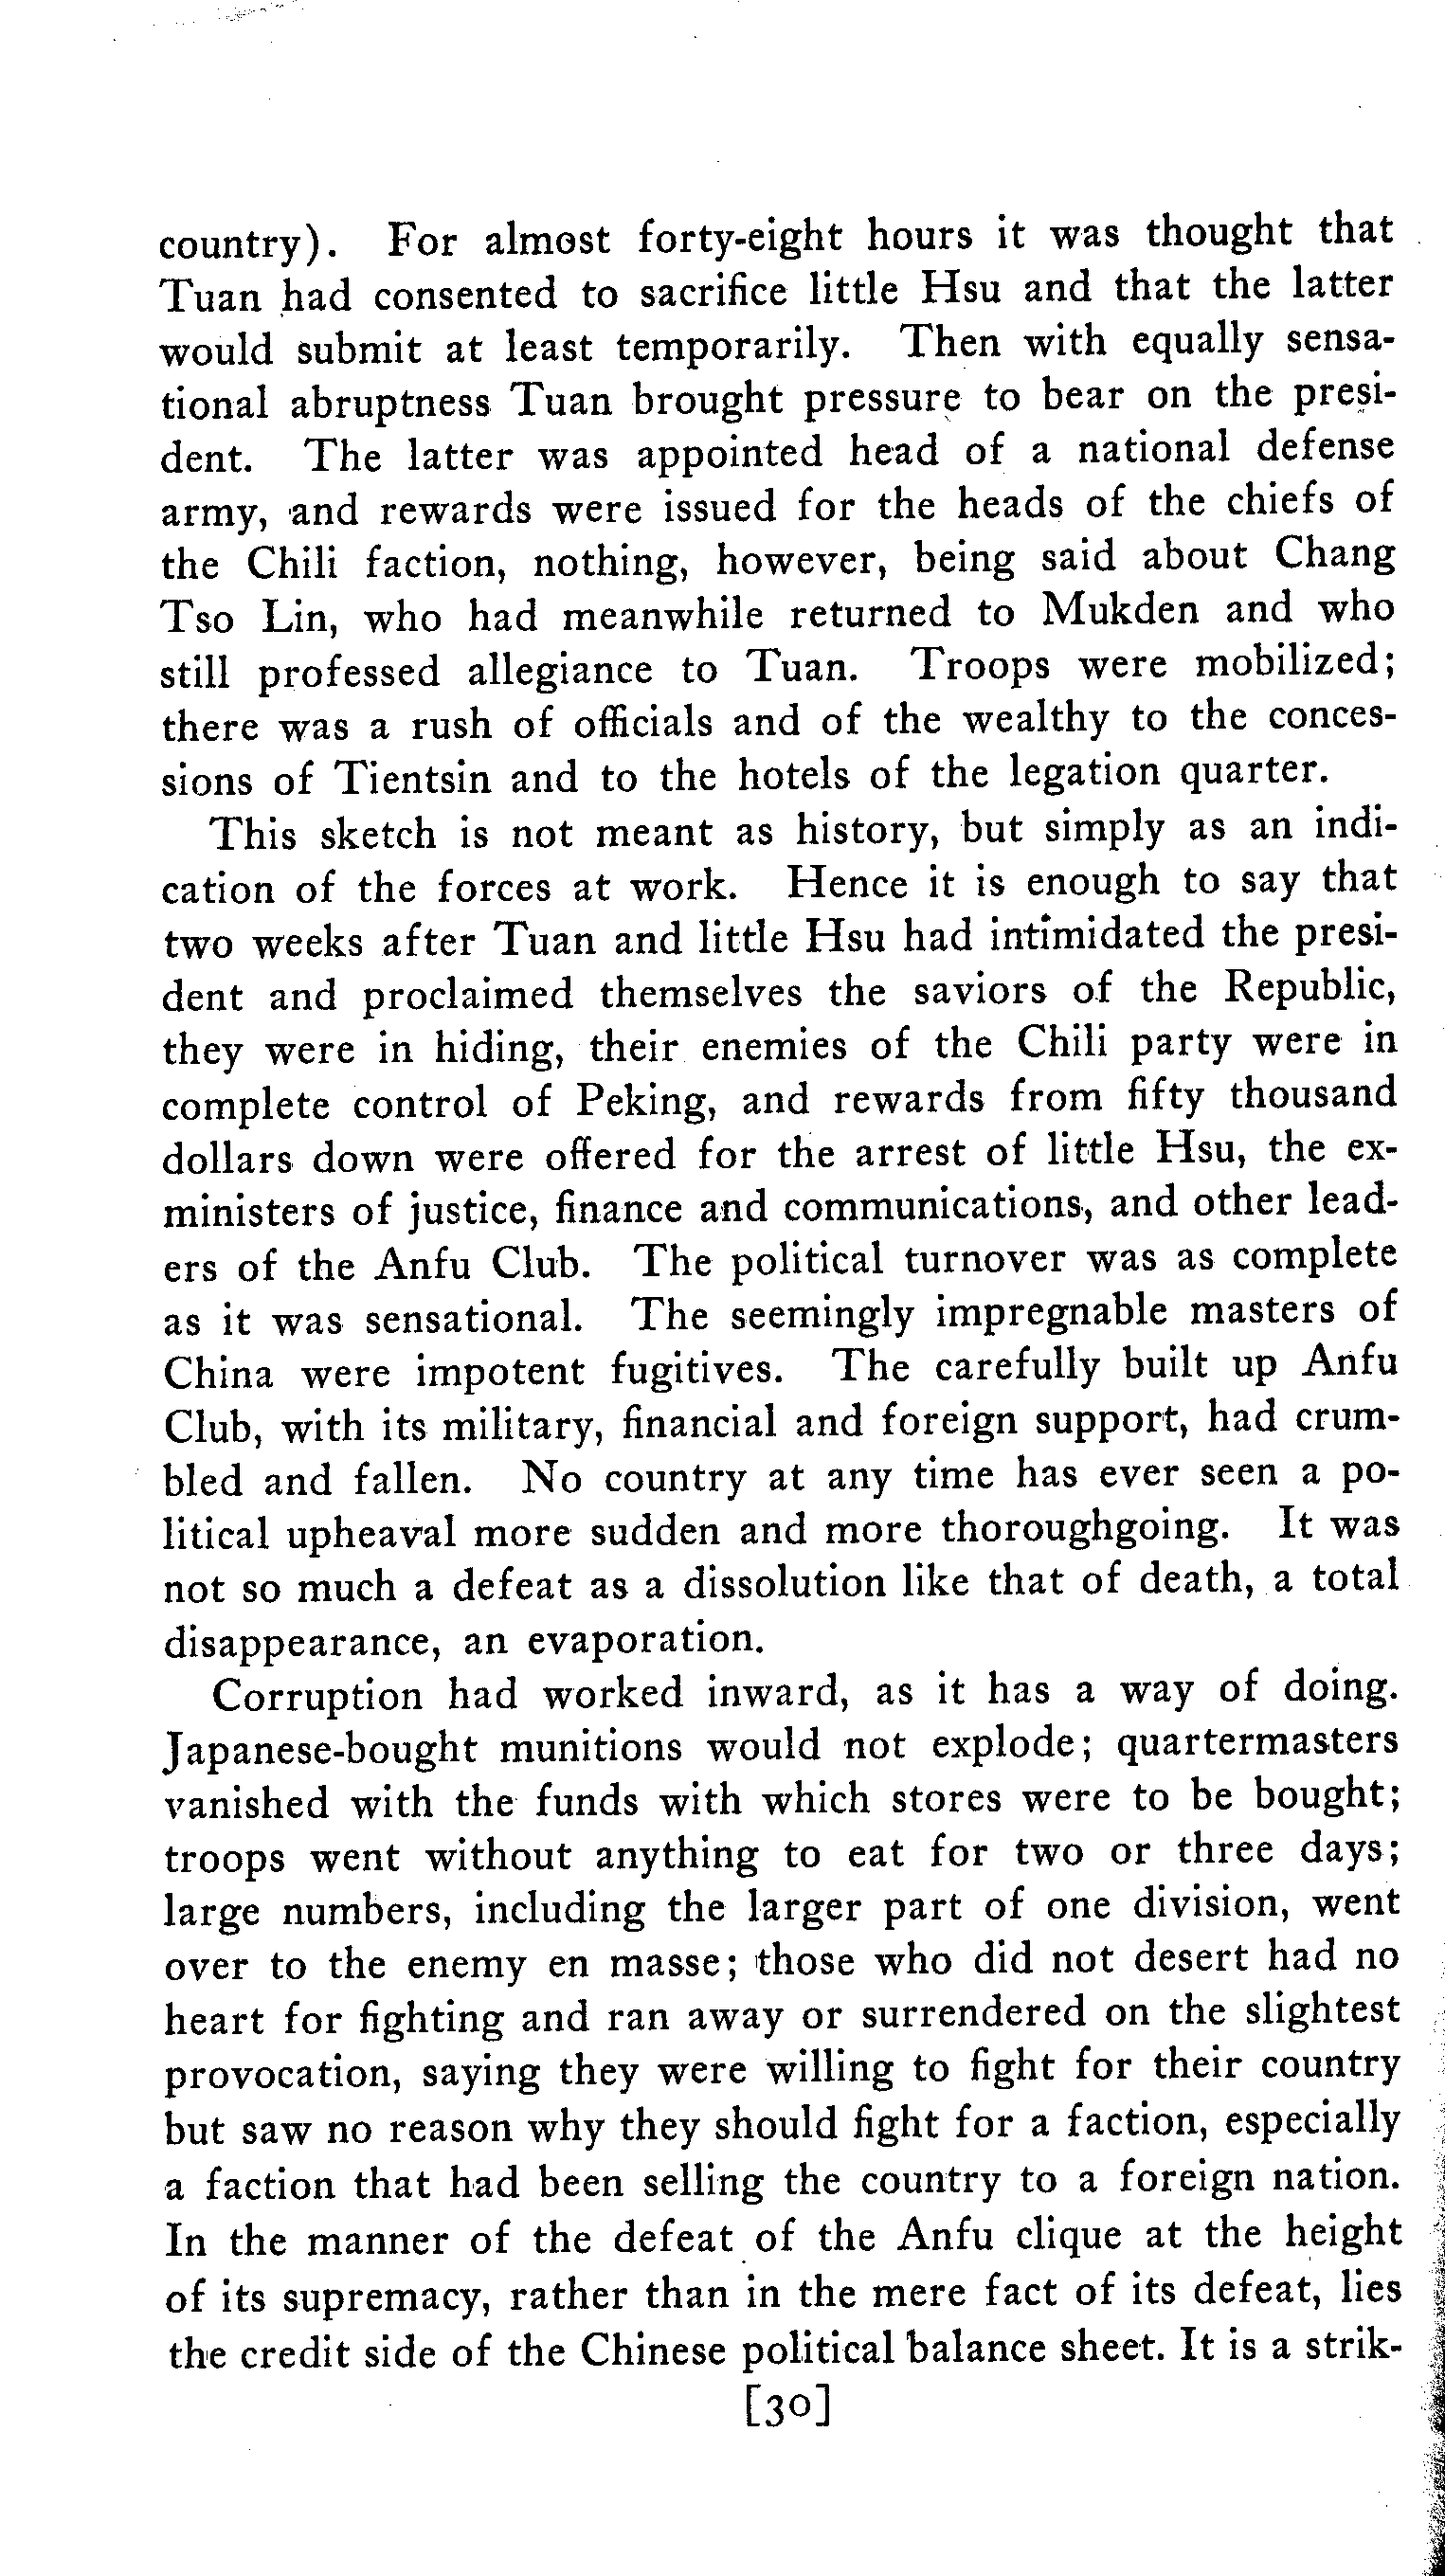 country). For almost forty-eight hours it was thought that
Tuan had consented to sacrifice little Hsu and that the latter
would submit at least temporarily. Then with equally sensa-
tional abruptness Tuan brought pressure to bear on the presi-
dent. The latter was appointed head of a national defense
army, and rewards were issued for the heads of the chiefs of
the Chili faction, nothing, however, being said about Chang
Tso Lin, who had meanwhile returned to Mukden and who
still professed allegiance to Tuan. Troops were mobilized;
there was a rush of officials and of the wealthy to the conces-
sions of Tientsin and to the hotels of the legation quarter.
This sketch is not meant as history, but simply as an indi-
cation of the forces at work. Hence it is enough to say that
two weeks after Tuan and little Hsu had intimidated the presi-
dent and proclaimed themselves the saviors of the Republic,
they were in hiding, their enemies of the Chili party were in
complete control of Peking, and rewards from fifty thousand
dollars down were offered for the arrest of little Hsu, the ex-
ministers of justice, finance and communications, and other lead-
ers of the Anfu Club. The political turnover was as complete
as it was sensational. The seemingly impregnable masters of
China were impotent fugitives. The carefully built up Anfu
Club, with its military, financial and foreign support, had crum-
bled and fallen. No country at any time has ever seen a po-
litical upheaval more sudden and more thoroughgoing. It was
not so much a defeat as a dissolution like that of death, a total
disappearance, an evaporation.
Corruption had worked inward, as it has a way of doing.
Japanese-bought munitions would not explode; quartermasters
vanished with the funds with which stores were to be bought;
troops went without anything to eat for two or three days;
large numbers, including the larger part of one division, went
over to the enemy en masse; those who did not desert had no
heart for fighting and ran away or surrendered on the slightest
provocation, saying they were willing to fight for their country
but saw no reason why they should fight for a faction, especially
a faction that had been selling the country to a foreign nation.
In the manner of the defeat of the Anfu clique at the height
of its supremacy, rather than in the mere fact of its defeat, lies
the credit side of the Chinese political balance sheet. It is a strik-
[30]